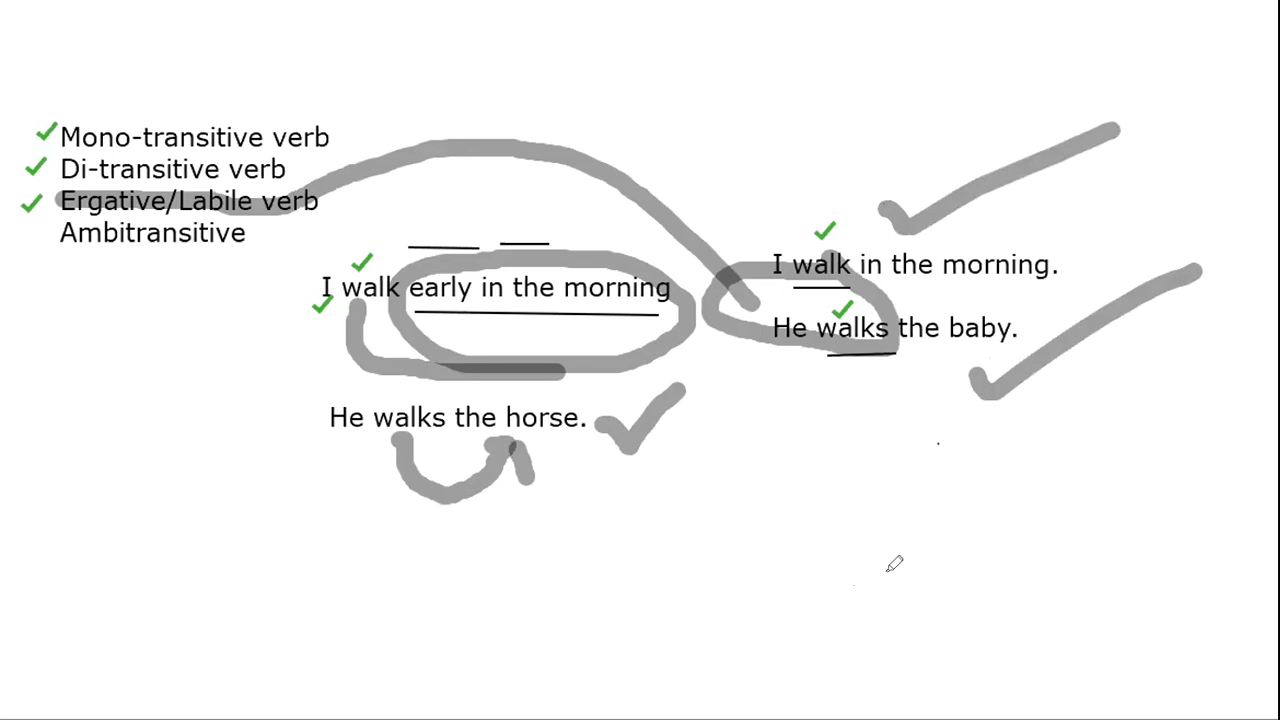 Mono-transitive verb
Di-transitive verb
Ergative/Labile verb
Ambitransitive
I walk early in the morning
He walks the horse.
I walk in the morning.
He walks the baby.